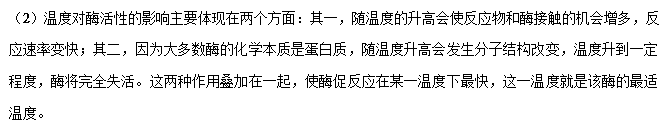 （2）温度对酶活性的影响主要体现在两个方面：其一，随温度的升高会使反应物和酶接触的机会增多，反
应速率变快；其二，因为大多数酶的化学本质是蛋白质，随温度升高会发生分子结构改变，温度升到一定
程度，酶将完全失活。这两种作用叠加在一起，使酶促反应在某一温度下最快，这一温度就是该酶的最适
温度。